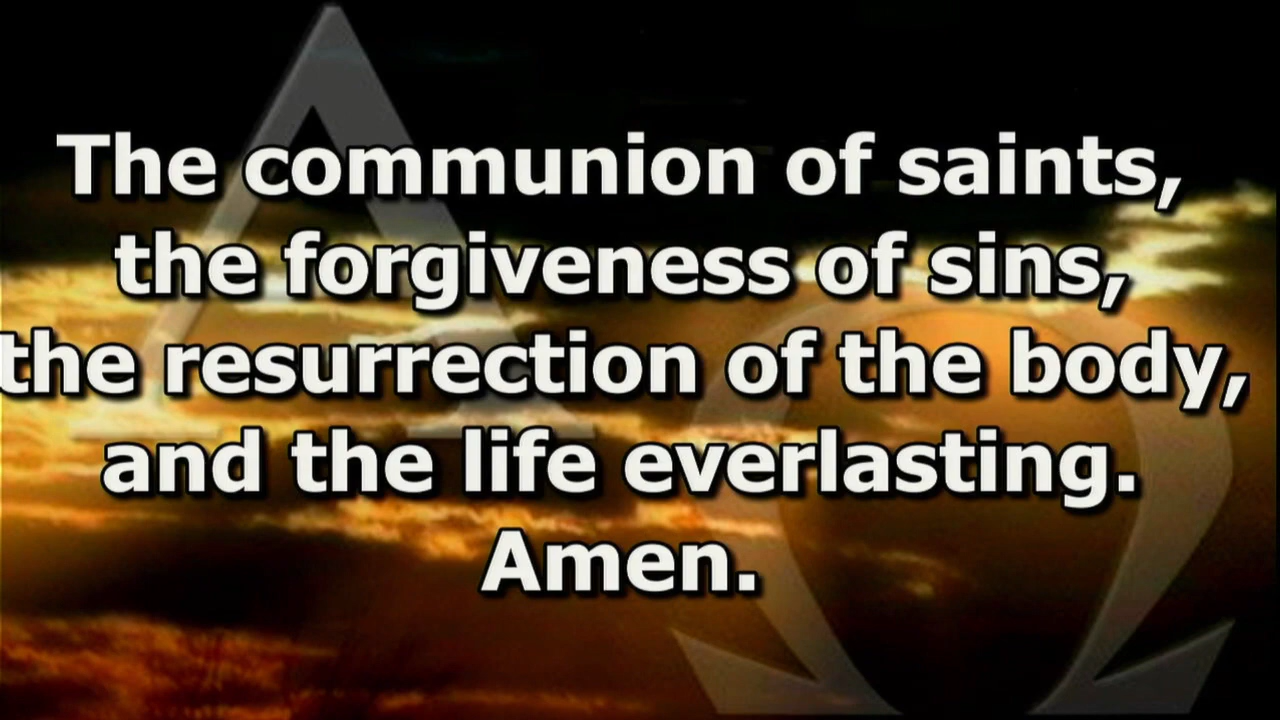 The communion of saints,
the forgiveness of sins,
the resurrection of the body,
and the life everlasting.
Amen.